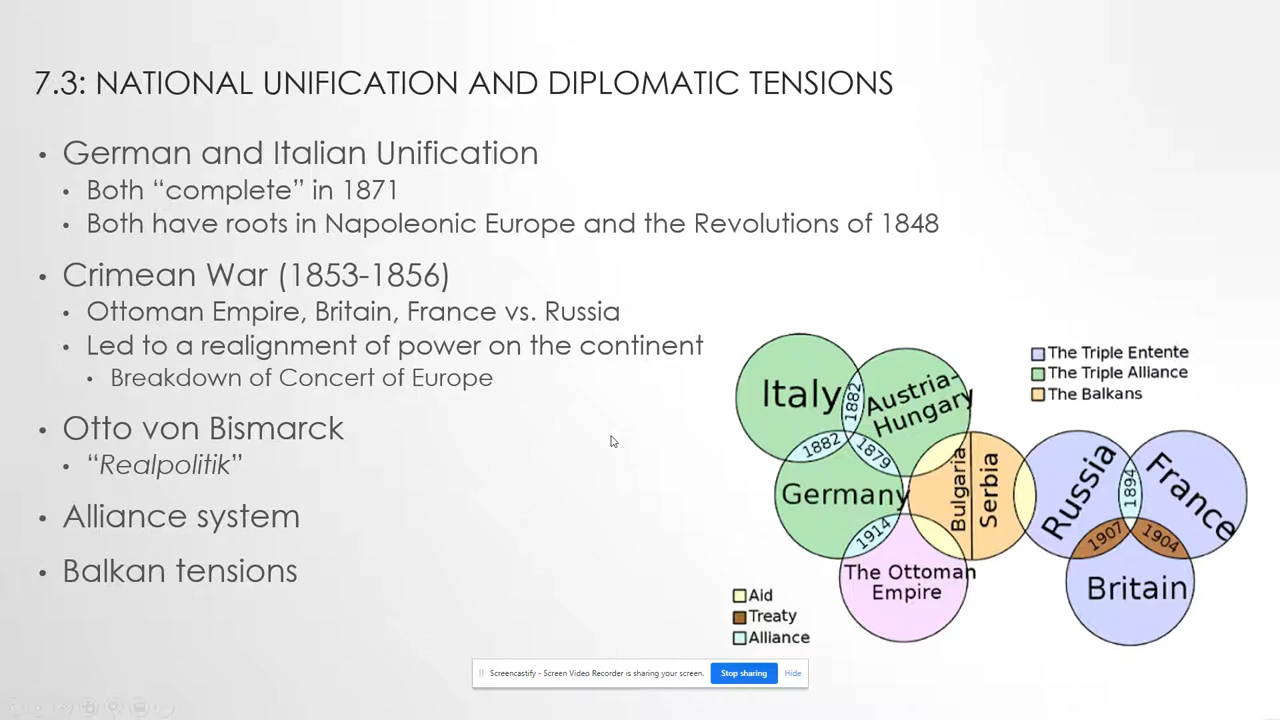 7.3: NATIONAL UNIFICATION AND DIPLOMATIC TENSIONS
• German and Italian Unification
• Both “complete” in 1871
• Both have roots in Napoleonic Europe and the Revolutions of 1848
• Crimean War (1853-1856)
• Ottoman Empire, Britain, France vs. Russia
• Led to a realignment of power on the continent
• Breakdown of Concert of Europe
• Otto von Bismarck
• “Realpolitik”
• Alliance system
• Balkan tensions
Italy
1882
Austria-
Hungary
1882
1879
Germany
1914
The Ottoman
Empire
Bulgaria
Serbia
The Triple Entente
The Triple Alliance
The Balkans
Russia
1894
France
1907
1904
Britain
Aid
Treaty
Alliance
Screencastify - Screen Video Recorder is sharing your screen.
Stop sharing
Hide